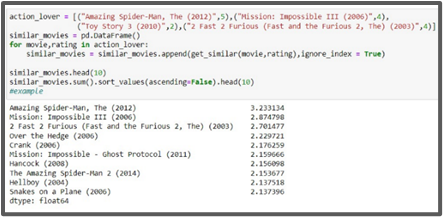 action_lover = [("Amazing Spider-Man, The (2012)",5),("Mission: Impossible III (2006)",4),
("Toy Story 3 (2010)",2),("2 Fast 2 Furious (Fast and the Furious 2, The) (2003)",4)]
similar_movies = pd.DataFrame()
for movie,rating in action_lover:
similar_movies = similar_movies.append(get_similar(movie,rating),ignore_index = True)
similar_movies.head(10)
similar_movies.sum().sort_values(ascending=False).head(10)
#example
Amazing Spider-Man, The (2012) 3.233134
Mission: Impossible III (2006) 2.874798
2 Fast 2 Furious (Fast and the Furious 2, The) (2003) 2.701477
Over the Hedge (2006) 2.229721
Crank (2006) 2.176259
Mission: Impossible - Ghost Protocol (2011) 2.159666
Hancock (2008) 2.156098
The Amazing Spider-Man 2 (2014) 2.153677
Hellboy (2004) 2.137518
Snakes on a Plane (2006) 2.137396
dtype: float64